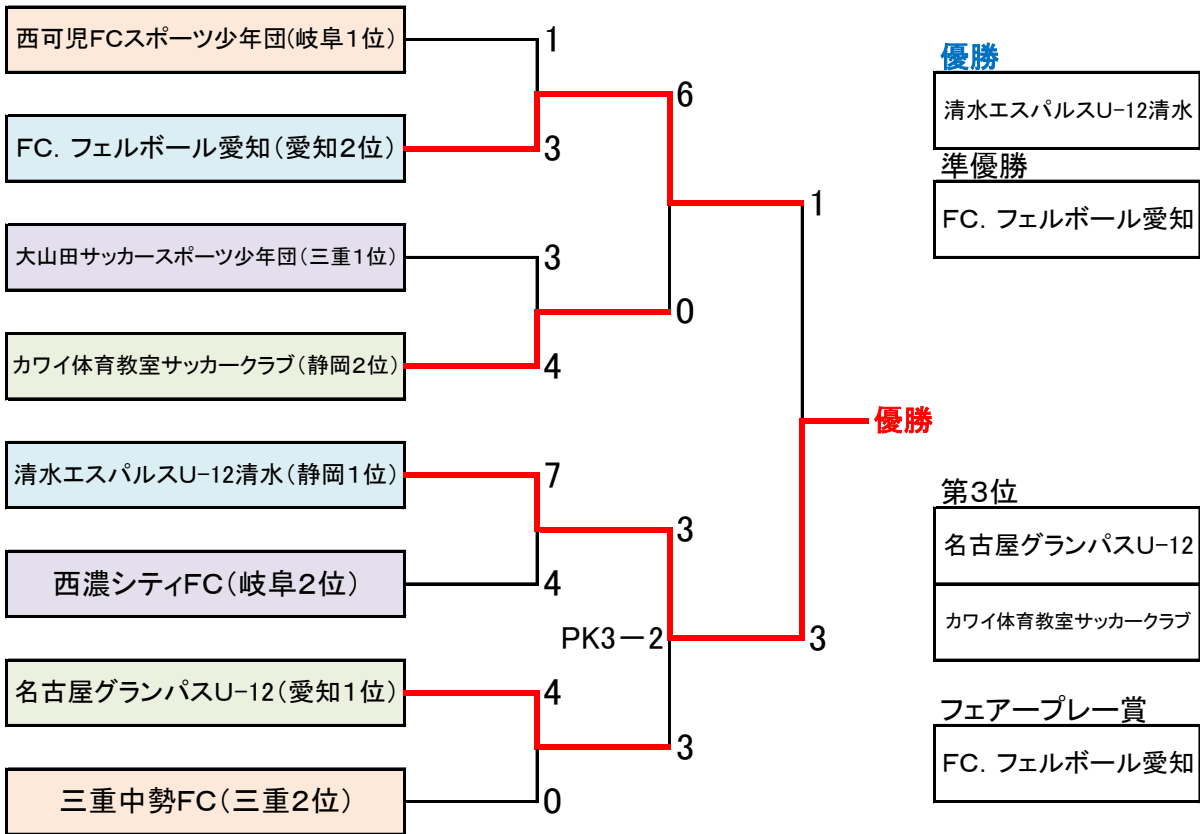 西可児FCスポーツ少年団(岐阜1位)
1
6
FC．フェルボール愛知(愛知2位)
3
1
大山田サッカースポーツ少年団(三重1位)
3
0
カワイ体育教室サッカークラブ(静岡2位)
4
優勝
清水エスパルスU-12清水(静岡1位)
7
3
西濃シティFC(岐阜2位)
4
PK3－2
3
名古屋グランパスU-12(愛知1位)
4
3
三重中勢FC(三重2位)
0
優勝
清水エスパルスU-12清水
準優勝
FC．フェルボール愛知
第3位
名古屋グランパスU-12
カワイ体育教室サッカークラブ
フェアープレー賞
FC．フェルボール愛知